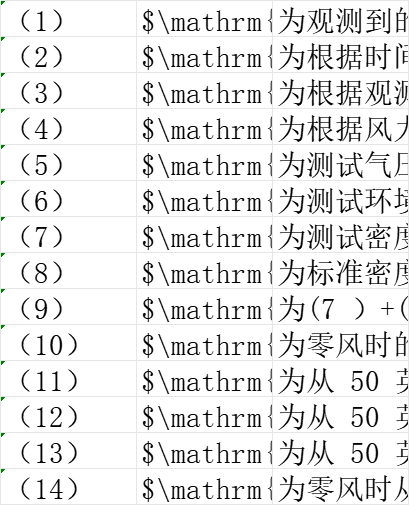 （1） $\mathrm{ 为观测到的
（2） $\mathrm{ 为根据时间
（3） $\mathrm{ 为根据观测
（4） $\mathrm{ 为根据风力
（5） $\mathrm{ 为测试气压
（6） $\mathrm{ 为测试环境
（7） $\mathrm{ 为测试密度
（8） $\mathrm{ 为标准密度
（9） $\mathrm{ 为(7 ）+(
（10） $\mathrm{ 为零风时的
（11） $\mathrm{ 为从 50 英
（12） $\mathrm{ 为从 50 英
（13） $\mathrm{ 为从 50 英
（14） $\mathrm{ 为零风时从